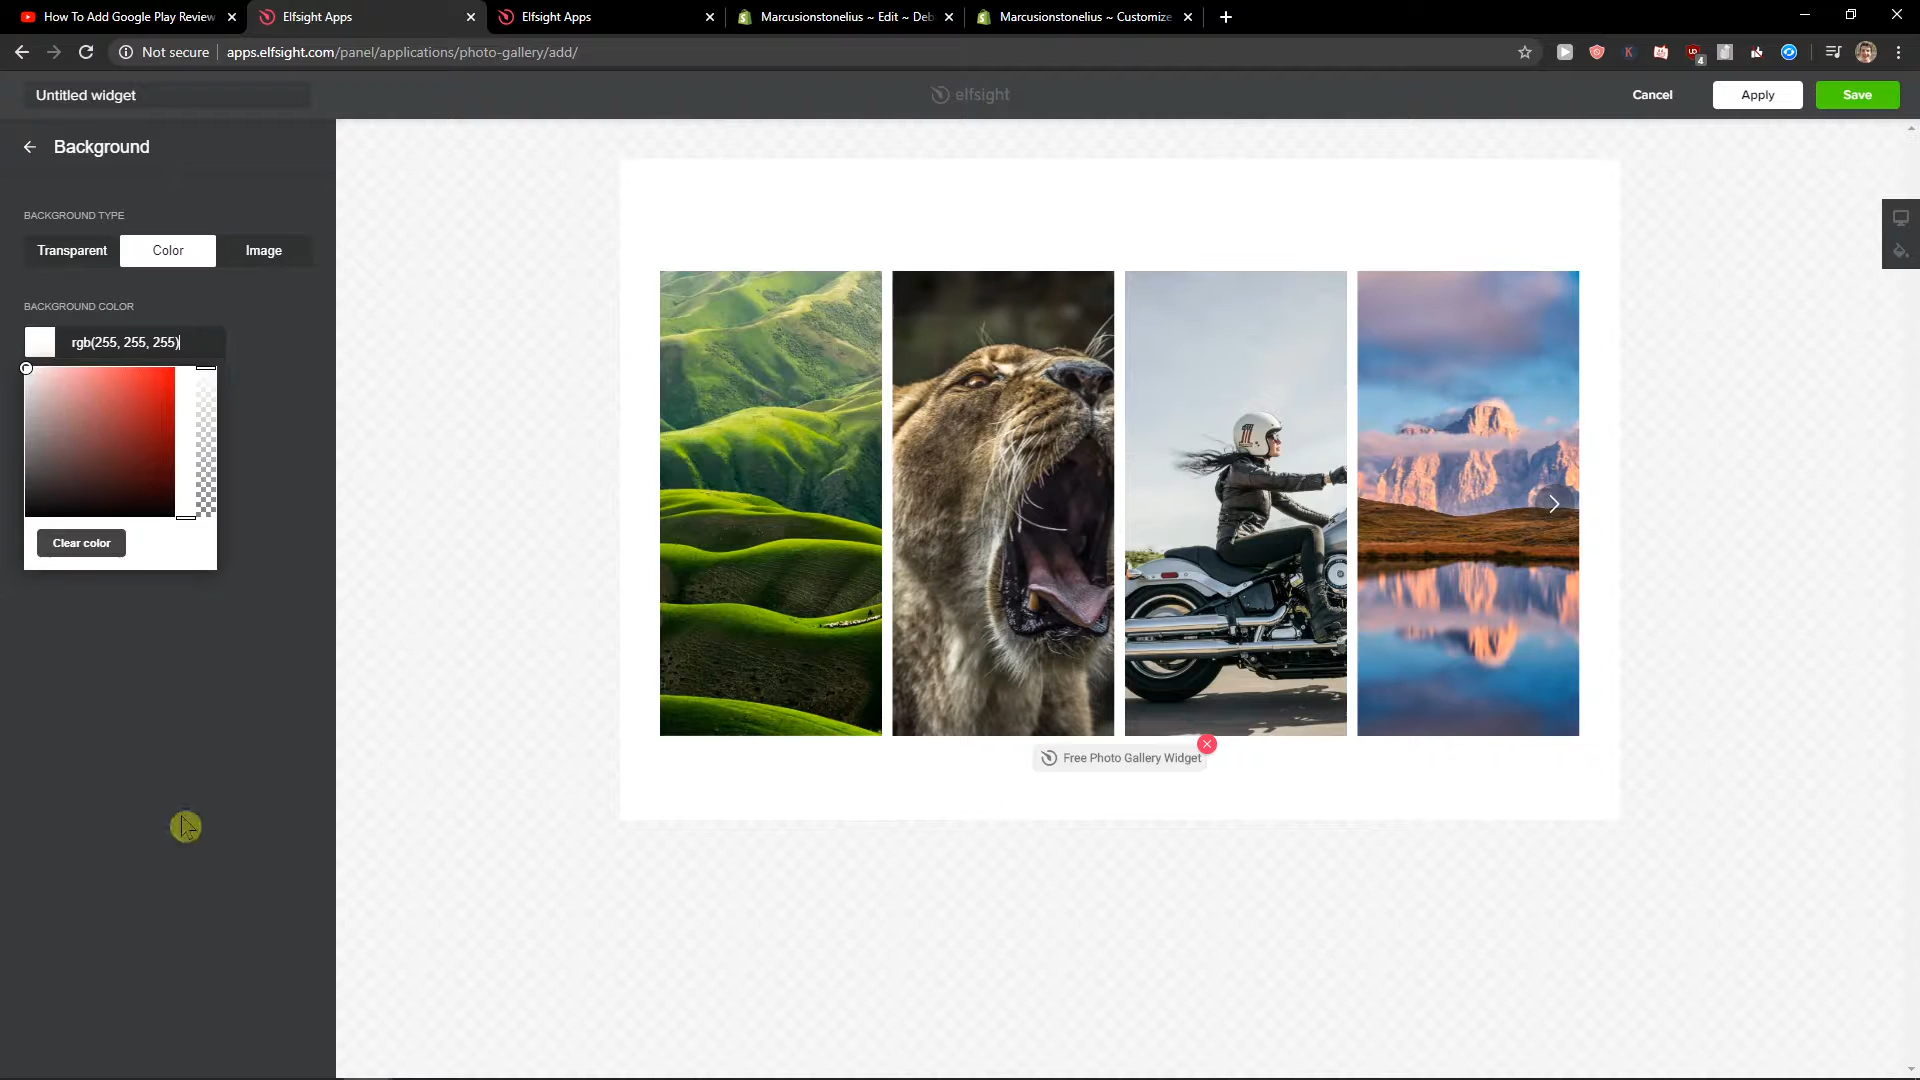 How To Add Google Play Review
Elfsight Apps
Elfsight Apps
Marcusionstonelius ~ Edit ~ Deb
Marcusionstonelius ~ Customize
Not secure
apps.elfsight.com/panel/applications/photo-gallery/add/
4
Untitled widget
elfsight
Cancel
Apply
Save
Background
BACKGROUND TYPE
Transparent
Color
Image
BACKGROUND COLOR
rgb(255, 255, 255)
Clear color
1
Free Photo Gallery Widget